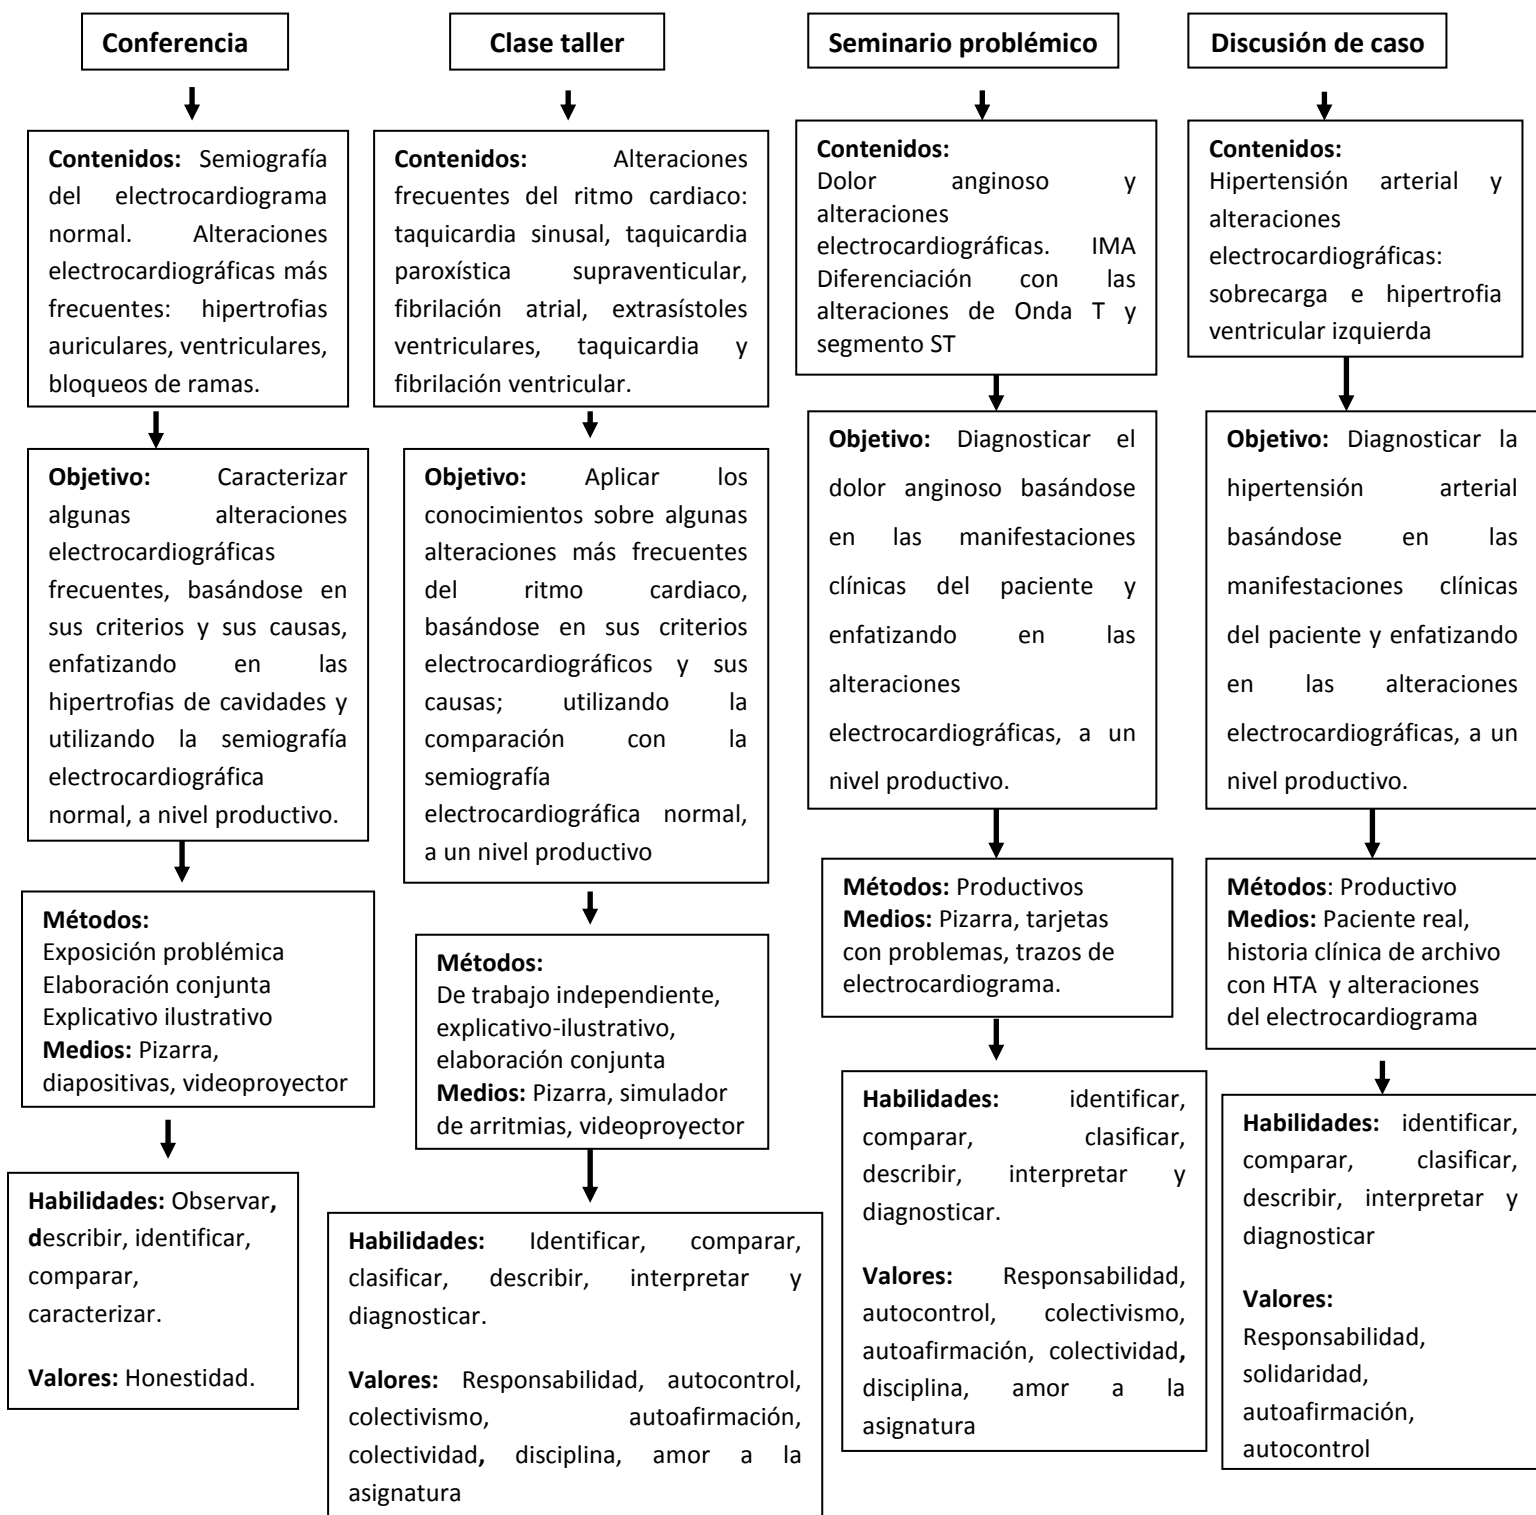 Conferencia
Contenidos: Semiografía
del electrocardiograma
normal. Alteraciones
electrocardiográficas más
frecuentes: hipertrofias
auriculares, ventriculares,
bloqueos de ramas.
Objetivo: Caracterizar
algunas alteraciones
electrocardiográficas
frecuentes, basándose en
sus criterios y sus causas,
enfatizando en las
hipertrofias de cavidades y
utilizando la semiografía
electrocardiográfica
normal, a nivel productivo.
Métodos:
Exposición problémica
Elaboración conjunta
Explicativo ilustrativo
Medios: Pizarra,
diapositivas, videoproyector
Habilidades: Observar,
describir, identificar,
comparar,
caracterizar.
Valores: Honestidad.
Clase taller
Contenidos: Alteraciones
frecuentes del ritmo cardiaco:
taquicardia sinusal, taquicardia
paroxística supraventicular,
fibrilación atrial, extrasístoles
ventriculares, taquicardia y
fibrilación ventricular.
Objetivo: Aplicar los
conocimientos sobre algunas
alteraciones más frecuentes
del ritmo cardiaco,
basándose en sus criterios
electrocardiográficos y sus
causas; utilizando la
comparación con la
semiografía
electrocardiográfica normal,
a un nivel productivo
Métodos:
De trabajo independiente,
explicativo-ilustrativo,
elaboración conjunta
Medios: Pizarra, simulador
de arritmias, videoproyector
Habilidades: Identificar, comparar,
clasificar, describir, interpretar y
diagnosticar.
Valores: Responsabilidad, autocontrol,
colectivismo, autoafirmación,
colectividad, disciplina, amor a la
asignatura
Seminario problémico
Contenidos:
Dolor anginoso y
alteraciones
electrocardiográficas. IMA
Diferenciación con las
alteraciones de Onda T y
segmento ST
Objetivo: Diagnosticar el
dolor anginoso basándose
en las manifestaciones
clínicas del paciente y
enfatizando en las
alteraciones
electrocardiográficas, a un
nivel productivo.
Métodos: Productivos
Medios: Pizarra, tarjetas
con problemas, trazos de
electrocardiograma.
Habilidades: identificar,
comparar, clasificar,
describir, interpretar y
diagnosticar.
Valores: Responsabilidad,
autocontrol, colectivismo,
autoafirmación, colectividad,
disciplina, amor a la
asignatura
Discusión de caso
Contenidos:
Hipertensión arterial y
alteraciones
electrocardiográficas:
sobrecarga e hipertrofia
ventricular izquierda
Objetivo: Diagnosticar la
hipertensión arterial
basándose en las
manifestaciones clínicas
del paciente y enfatizando
en las alteraciones
electrocardiográficas, a un
nivel productivo.
Métodos: Productivo
Medios: Paciente real,
historia clínica de archivo
con HTA y alteraciones
del electrocardiograma
Habilidades: identificar,
comparar, clasificar,
describir, interpretar y
diagnosticar
Valores:
Responsabilidad,
solidaridad,
autoafirmación,
autocontrol